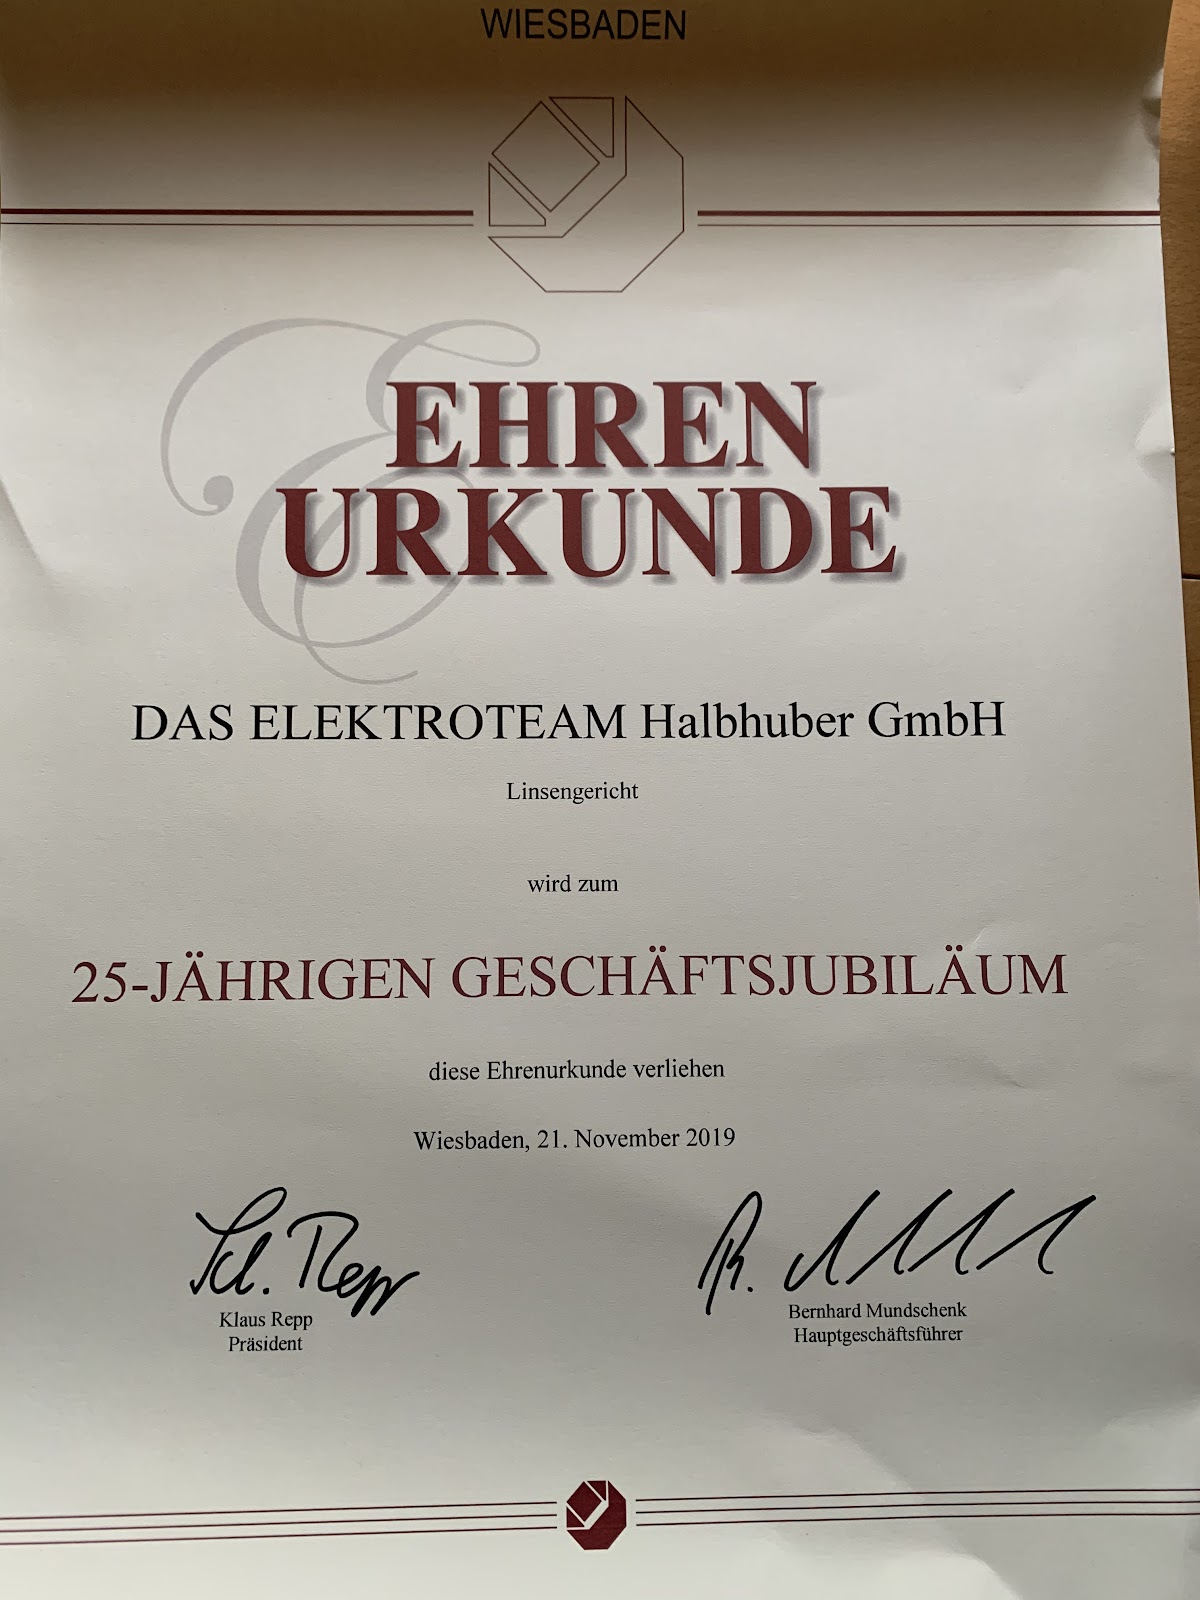 WIESBADEN
EHREN
URKUNDE
DAS ELEKTROTEAM Halbhuber GmbH
Linsengericht
wird zum
25-JÄHRIGEN GESCHÄFTSJUBILÄUM
diese Ehrenurkunde verliehen
Wiesbaden, 21. November 2019
Klaus Repp
Präsident
Bernhard Mundschenk
Hauptgeschäftsführer